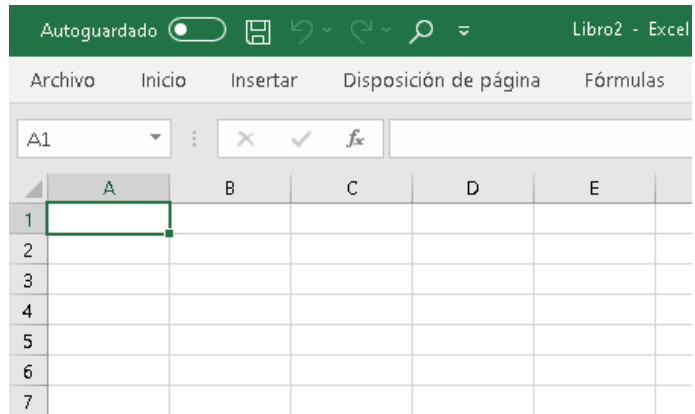 Autoguardado Libro2 - Excel
Archivo Inicio Insertar Disposición de página Fórmulas
A1 fx
A B C D E
1
2
3
4
5
6
7